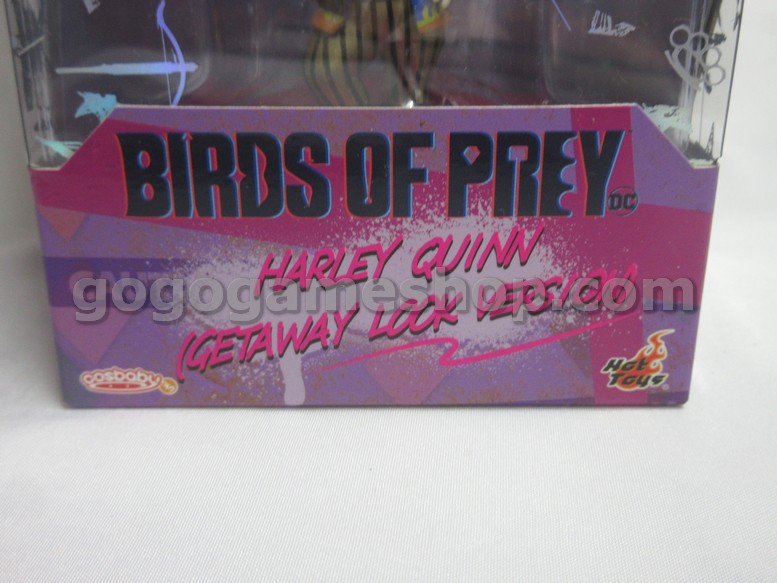 BIRDS OF PREY
DC
HARLEY QUINN
gogogameshop.com
(GETAWAY LOOK VERSION)
cosbaby
Hot
Toys